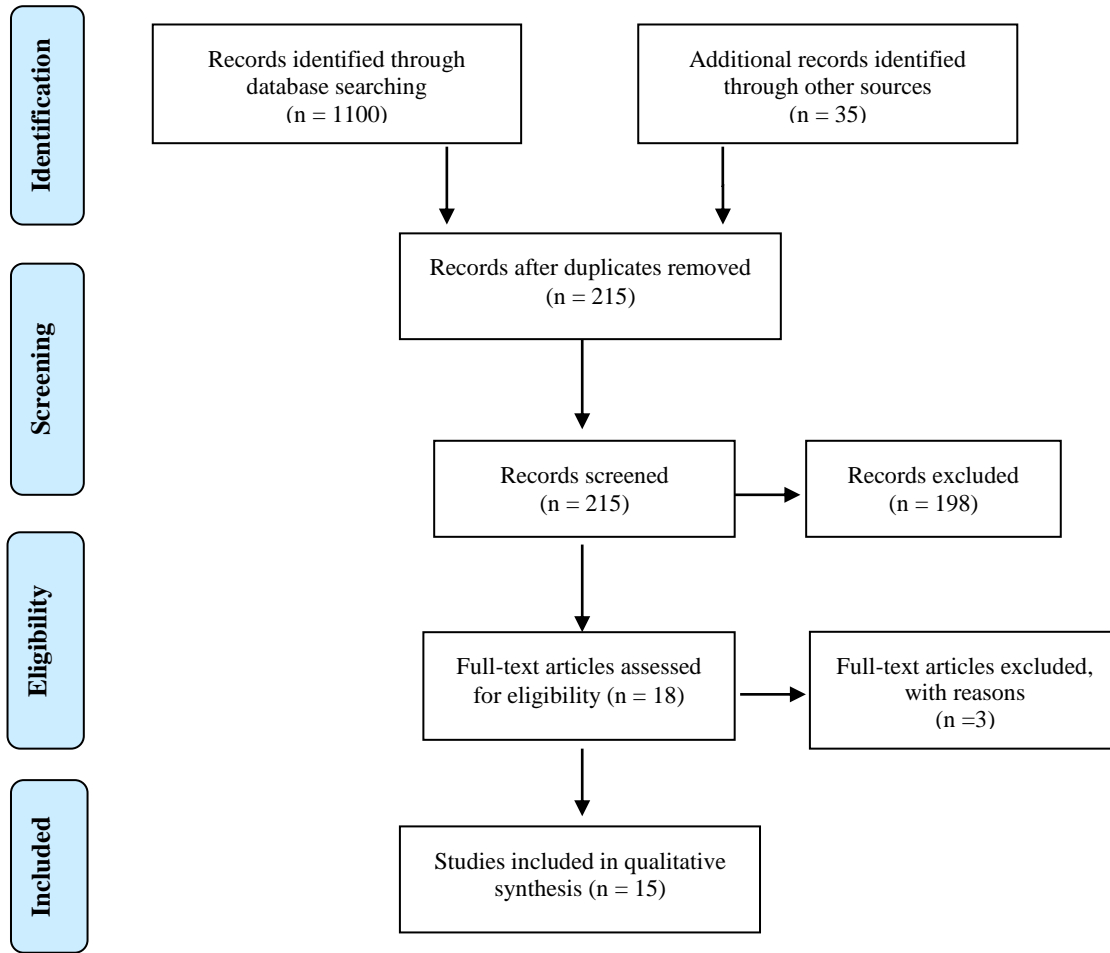 Identification
Records identified through
database searching
(n = 1100)
Additional records identified
through other sources
(n = 35)
Records after duplicates removed
(n = 215)
Screening
Records screened
(n = 215)
Records excluded
(n = 198)
Eligibility
Full-text articles assessed
for eligibility (n = 18)
Full-text articles excluded,
with reasons
(n =3)
Included
Studies included in qualitative
synthesis (n = 15)